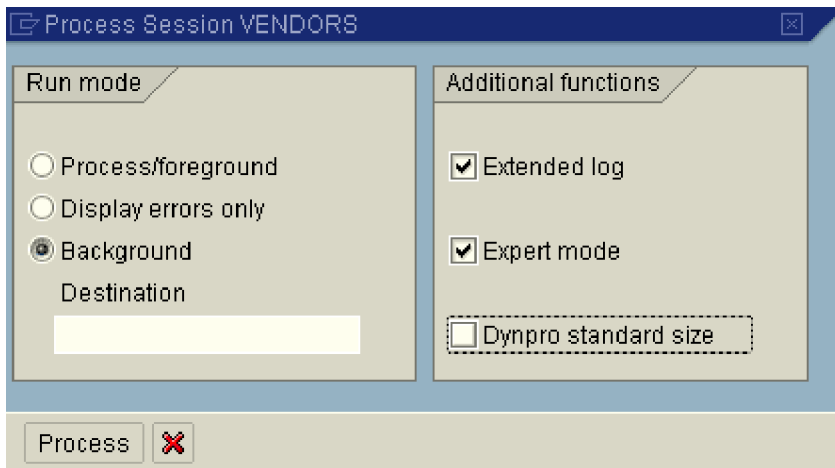 Process Session VENDORS
Run mode
Process/foreground
Display errors only
Background
Destination
Additional functions
Extended log
Expert mode
Dynpro standard size
Process